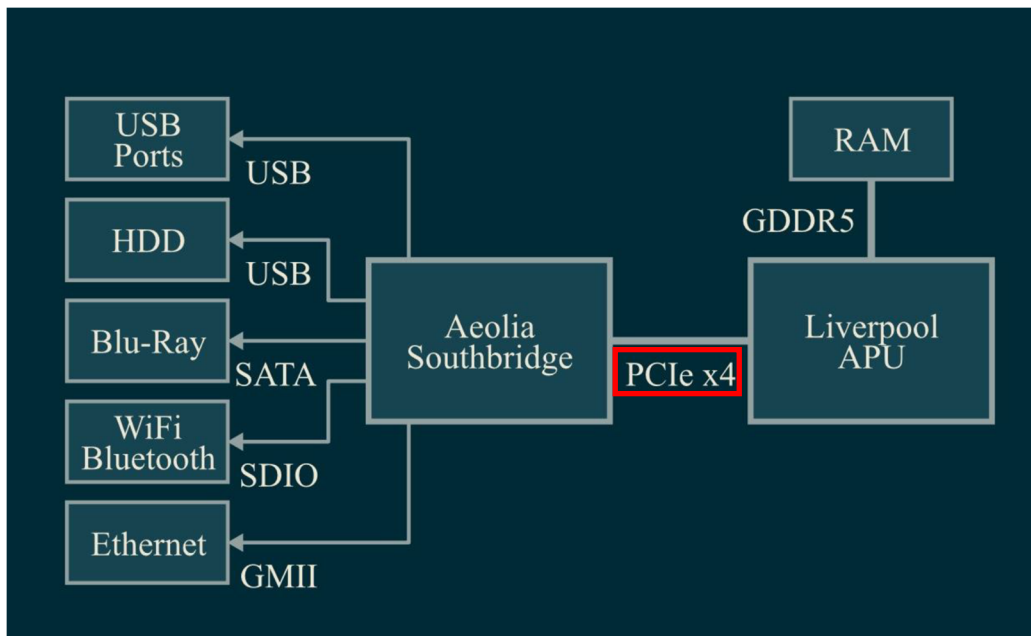 USB
Ports
USB
HDD
USB
Blu-Ray
SATA
WiFi
Bluetooth
SDIO
Ethernet
GMII
Aeolia
Southbridge
PCIe x4
RAM
GDDR5
Liverpool
APU